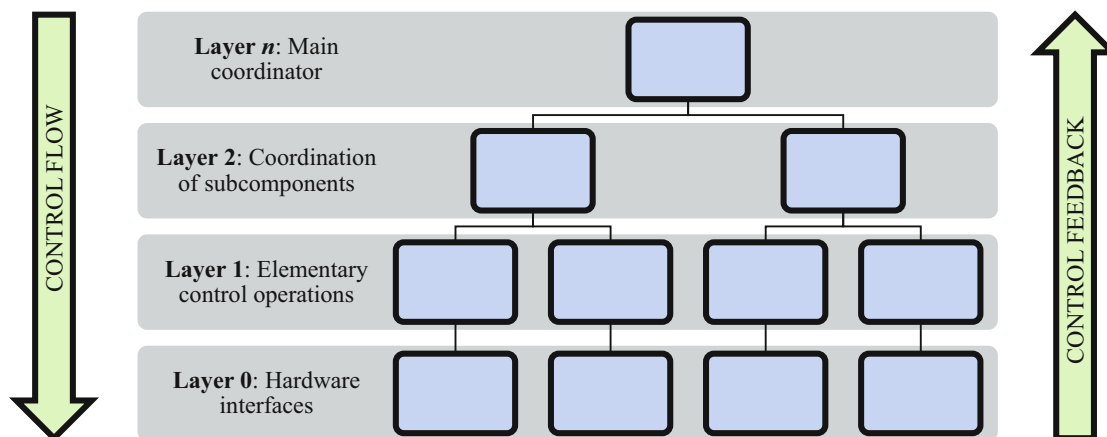 CONTROL FLOW
Layer n: Main
coordinator
Layer 2: Coordination
of subcomponents
Layer 1: Elementary
control operations
Layer 0: Hardware
interfaces
CONTROL FEEDBACK